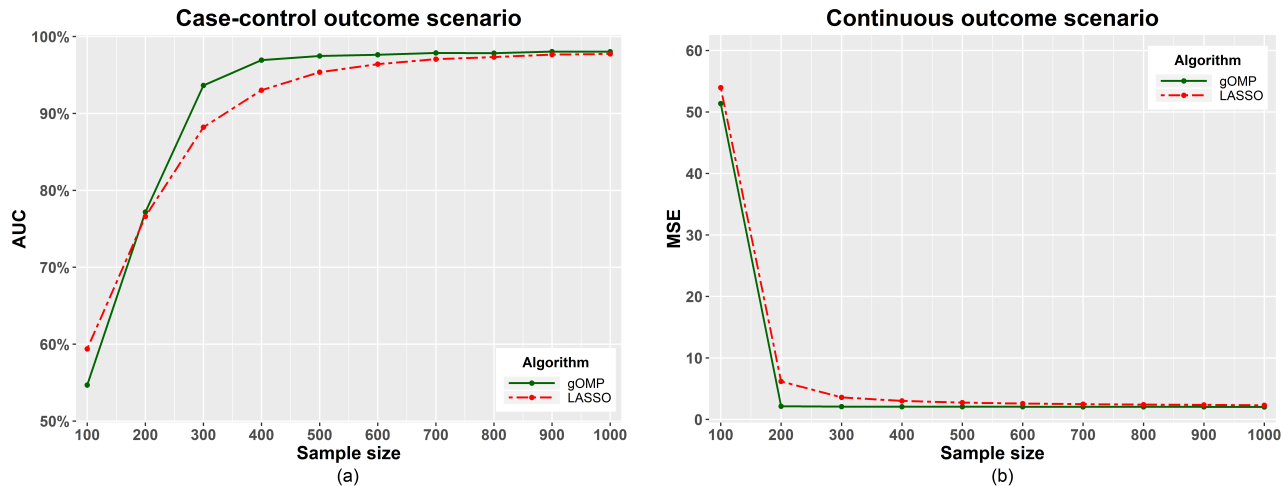 Case-control outcome scenario
100%
90%
80%
70%
60%
50%
AUC
100 200 300 400 500 600 700 800 900 1000
Sample size
(a)
Algorithm
gOMP
LASSO
Continuous outcome scenario
60
50
40
30
20
10
0
MSE
100 200 300 400 500 600 700 800 900 1000
Sample size
(b)
Algorithm
gOMP
LASSO